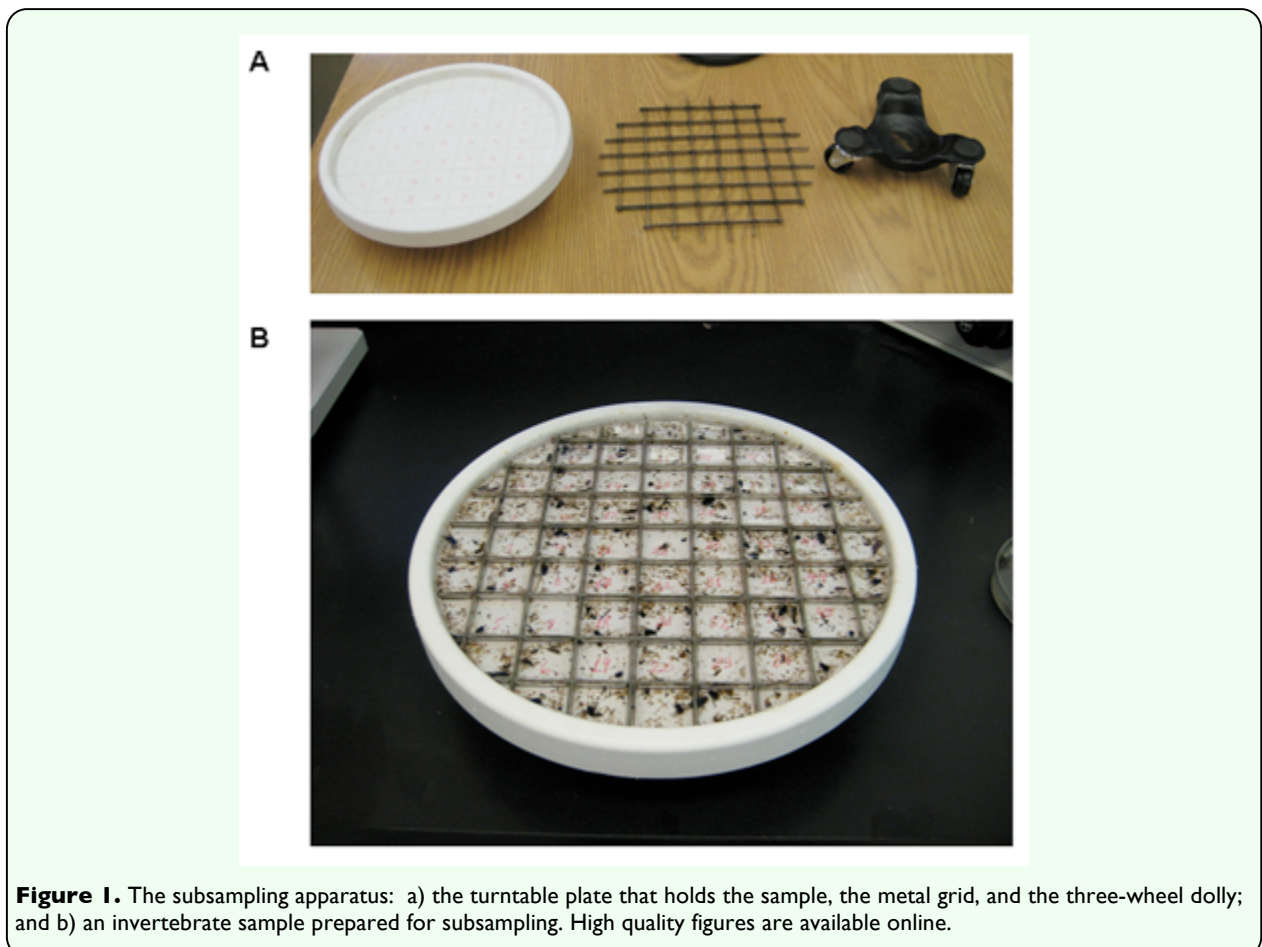 A
B
Figure 1. The subsampling apparatus: a) the turntable plate that holds the sample, the metal grid, and the three-wheel dolly;
and b) an invertebrate sample prepared for subsampling. High quality figures are available online.